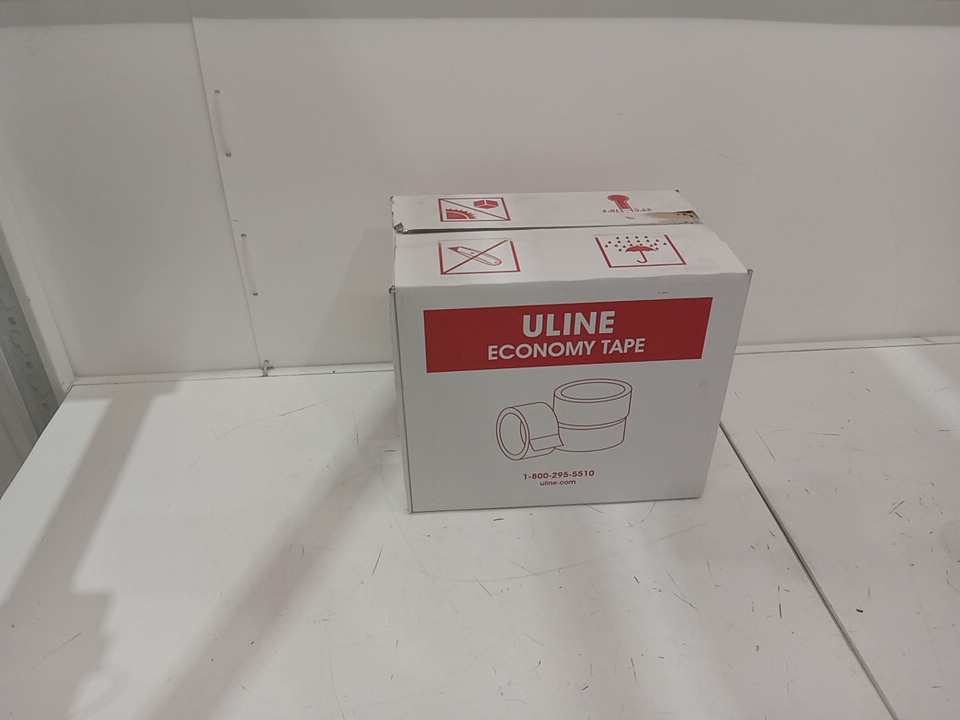 ULINE
ECONOMY TAPE
1-800-295-5510
uline.com